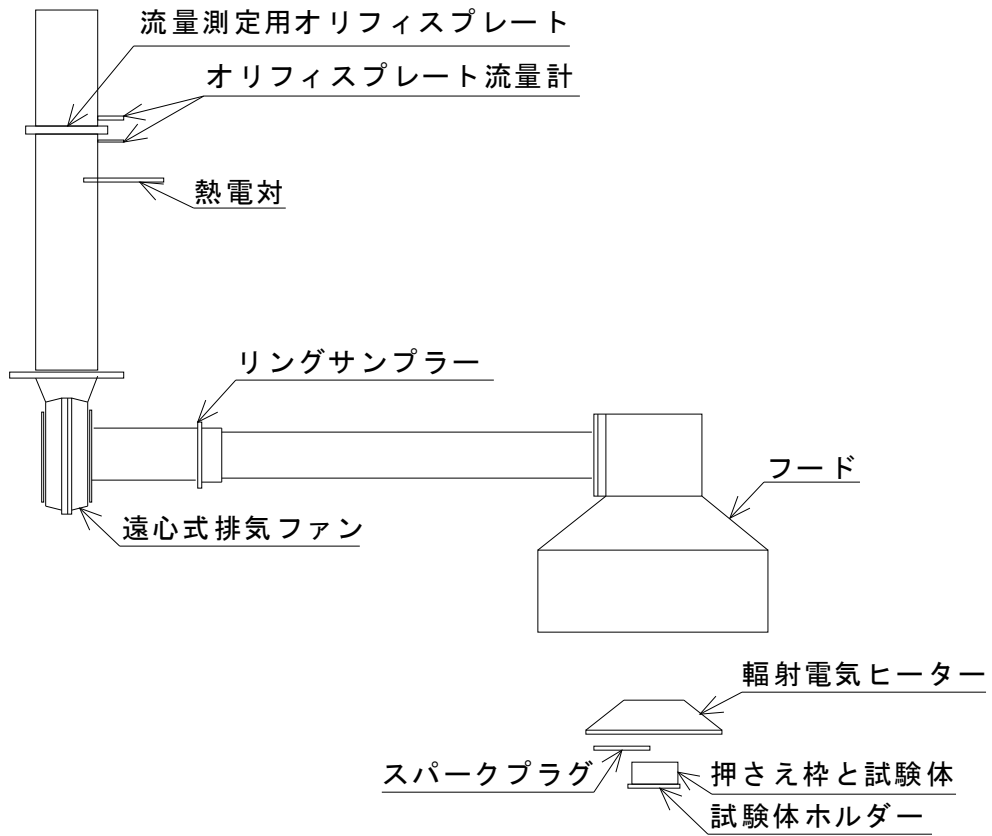 流量測定用オリフィスプレート
オリフィスプレート流量計
熱電対
リングサンプラー
フード
遠心式排気ファン
輻射電気ヒーター
スパークプラグ
押さえ枠と試験体
試験体ホルダー